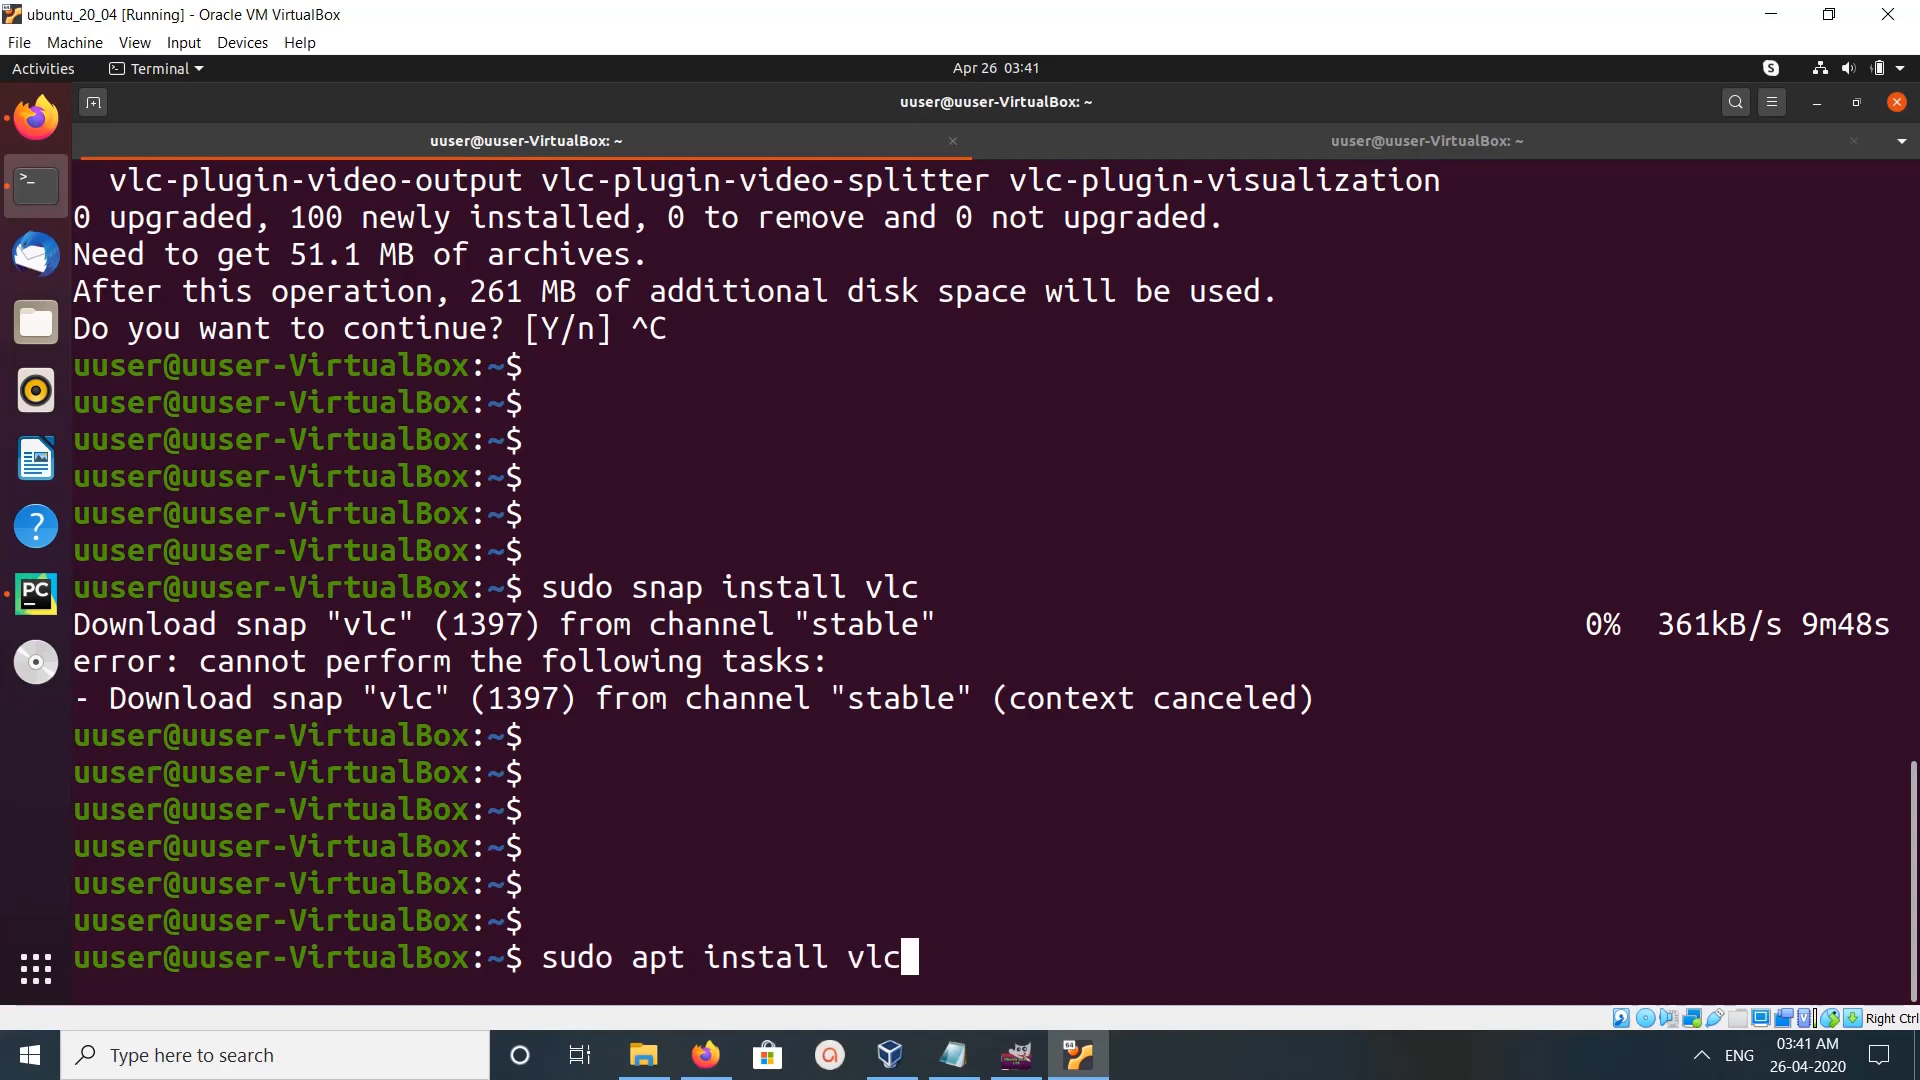 ubuntu_20_04 [Running] - Oracle VM VirtualBox
File Machine View Input Devices Help
Activities Terminal Apr 26 03:41
uuser@uuser-VirtualBox: ~
uuser@uuser-VirtualBox: ~ uuser@uuser-VirtualBox: ~
vlc-plugin-video-output vlc-plugin-video-splitter vlc-plugin-visualization
0 upgraded, 100 newly installed, 0 to remove and 0 not upgraded.
Need to get 51.1 MB of archives.
After this operation, 261 MB of additional disk space will be used.
Do you want to continue? [Y/n] ^C
uuser@uuser-VirtualBox:~$
uuser@uuser-VirtualBox:~$
uuser@uuser-VirtualBox:~$
uuser@uuser-VirtualBox:~$
uuser@uuser-VirtualBox:~$
uuser@uuser-VirtualBox:~$
uuser@uuser-VirtualBox:~$ sudo snap install vlc
Download snap "vlc" (1397) from channel "stable" 0% 361kB/s 9m48s
error: cannot perform the following tasks:
- Download snap "vlc" (1397) from channel "stable" (context canceled)
uuser@uuser-VirtualBox:~$
uuser@uuser-VirtualBox:~$
uuser@uuser-VirtualBox:~$
uuser@uuser-VirtualBox:~$
uuser@uuser-VirtualBox:~$
uuser@uuser-VirtualBox:~$
uuser@uuser-VirtualBox:~$ sudo apt install vlc
PC
Right Ctrl
Type here to search
ENG
03:41 AM
26-04-2020